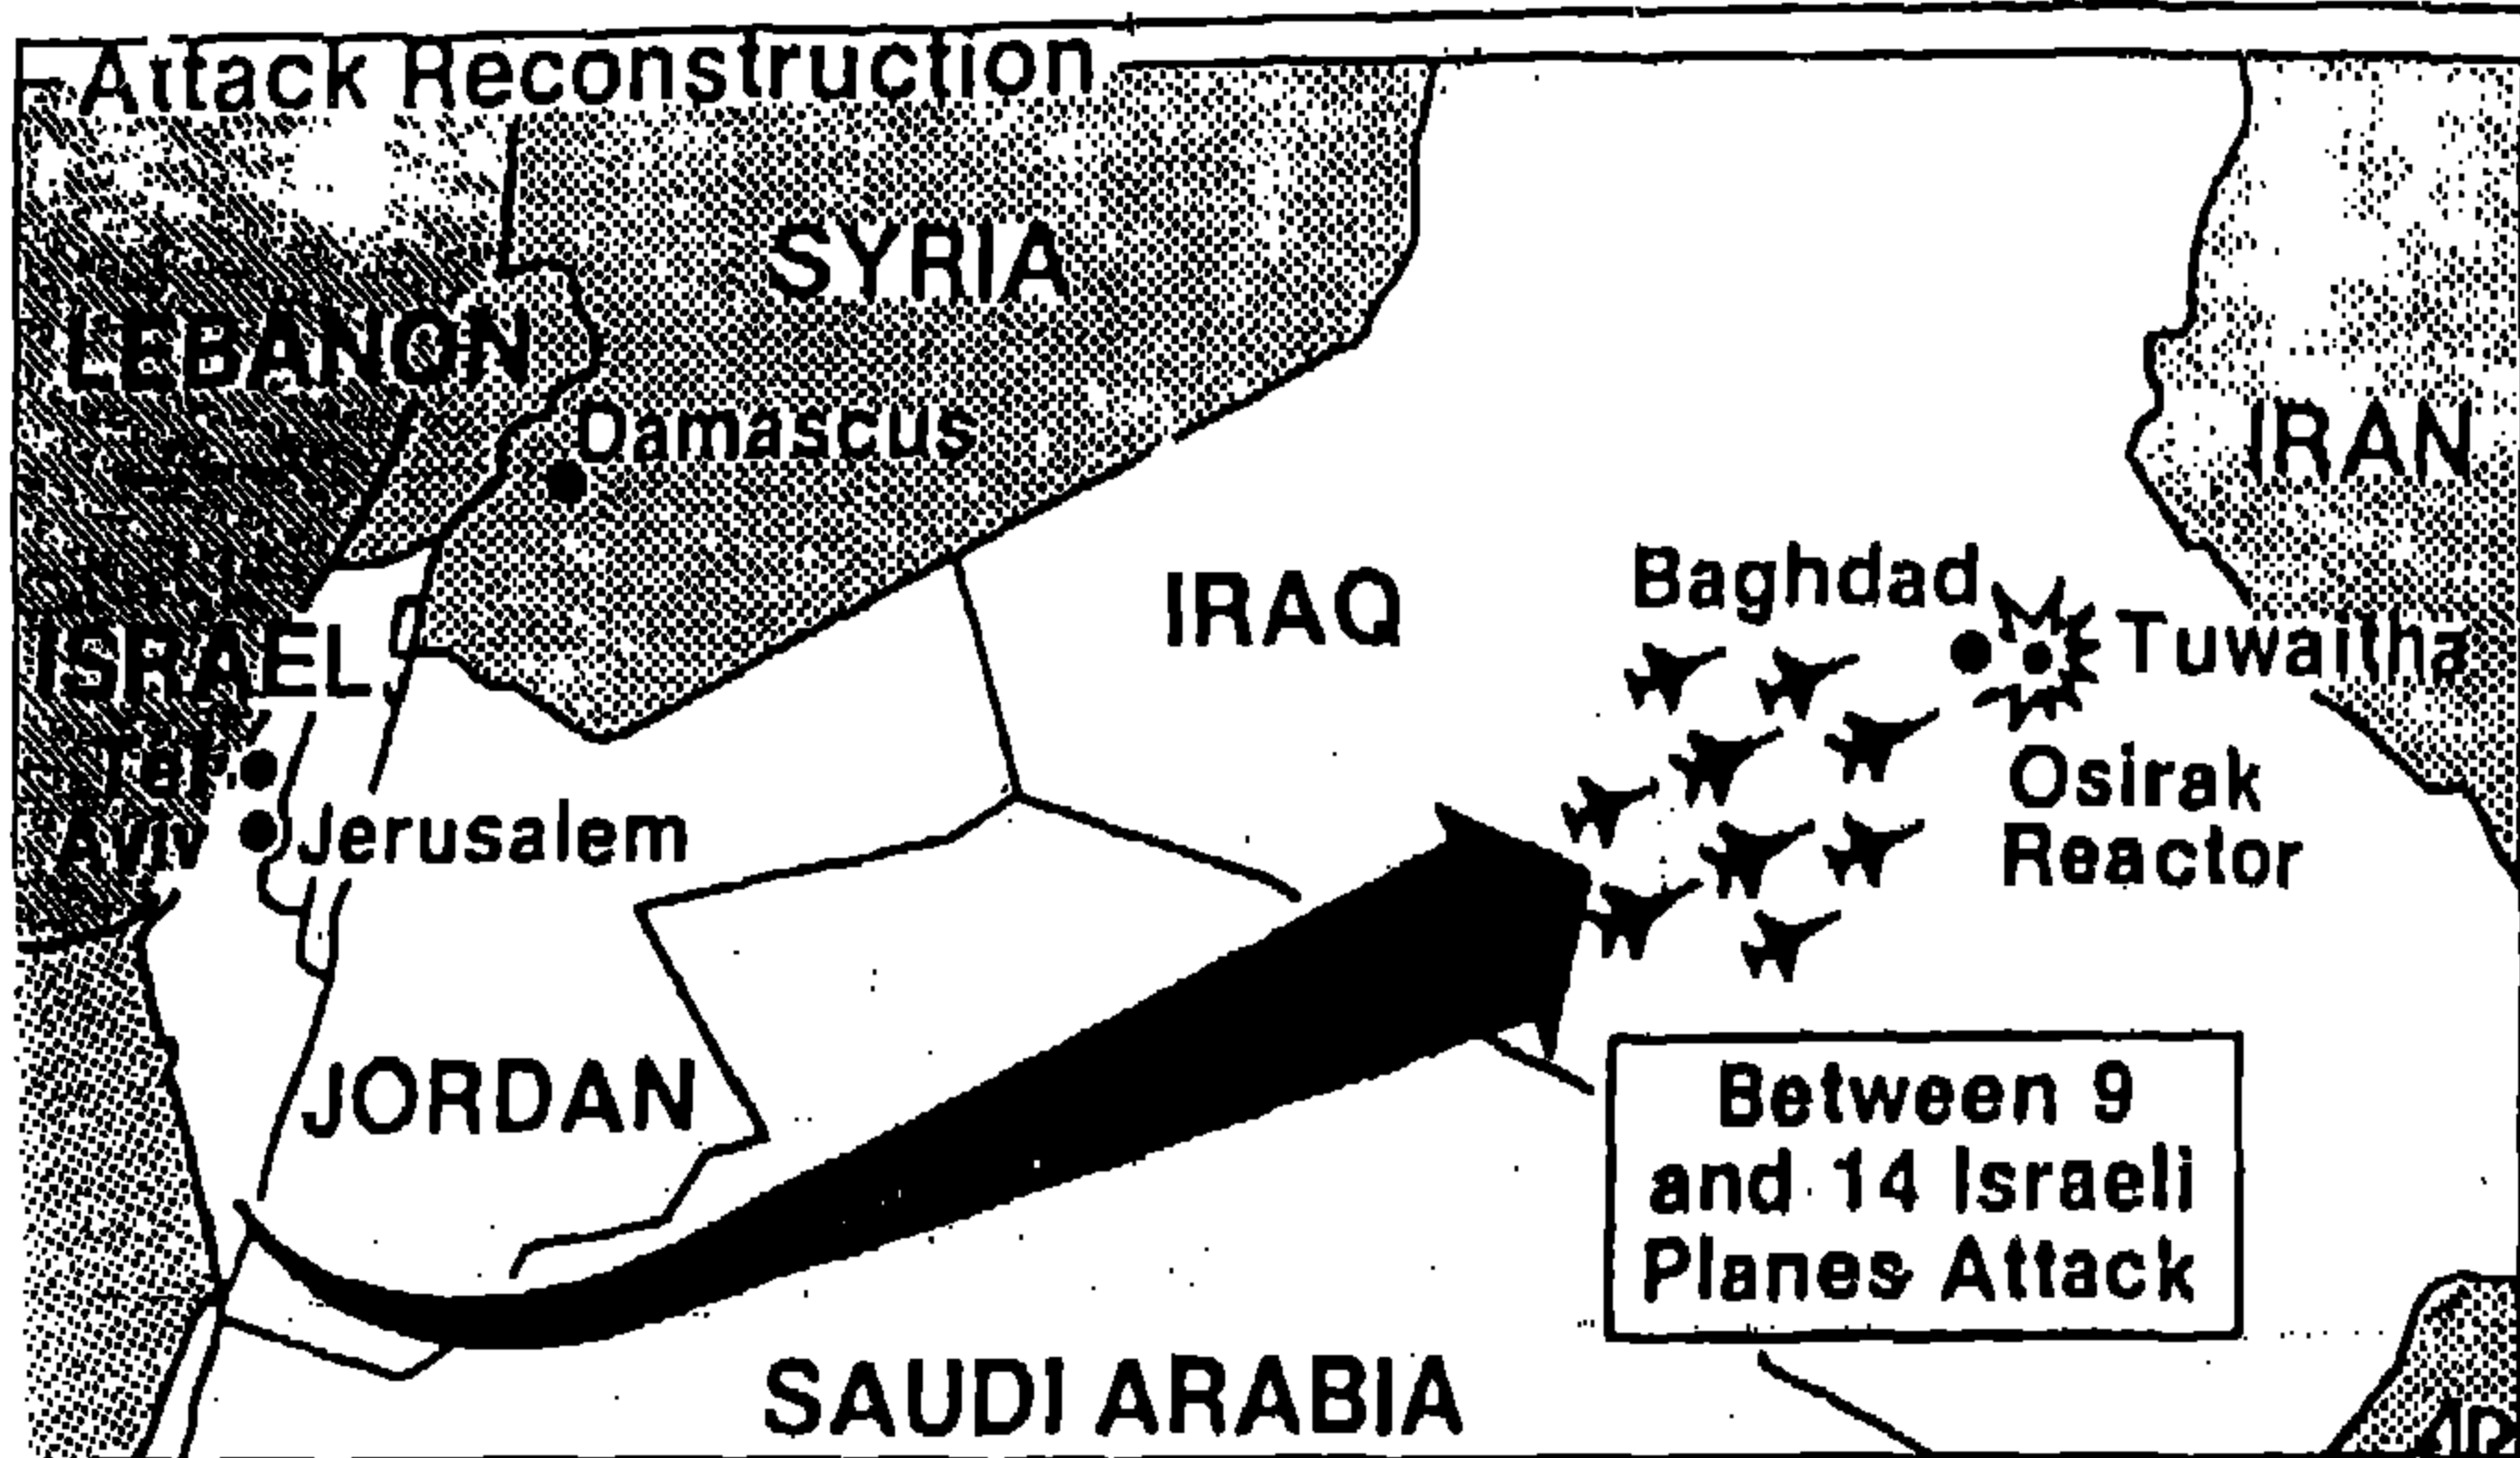 Attack Reconstruction
SYRIA
LEBANON
Damascus
IRAN
IRAQ
Baghdad
Tuwaitha
ISRAEL
Tel
Aviv
Jerusalem
Osirak
Reactor
JORDAN
Between 9
and 14 Israeli
Planes Attack
SAUDI ARABIA
AP